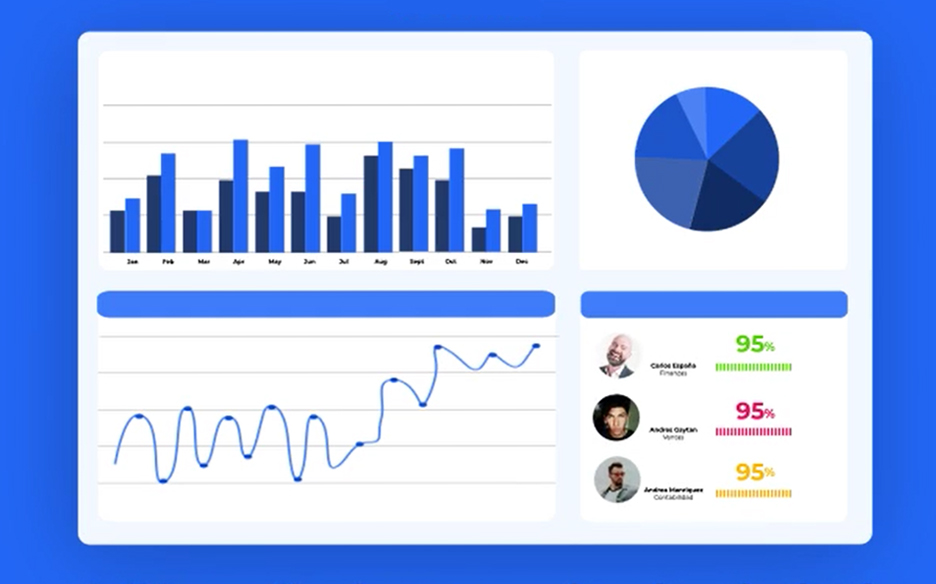 Jan Feb Mar Apr May Jun Jul Aug Sept Oct Nov Dec
95%
Carlos España
Finanzas
95%
Andres Gaytan
Ventas
95%
Andres Manriquez
Contabilidad